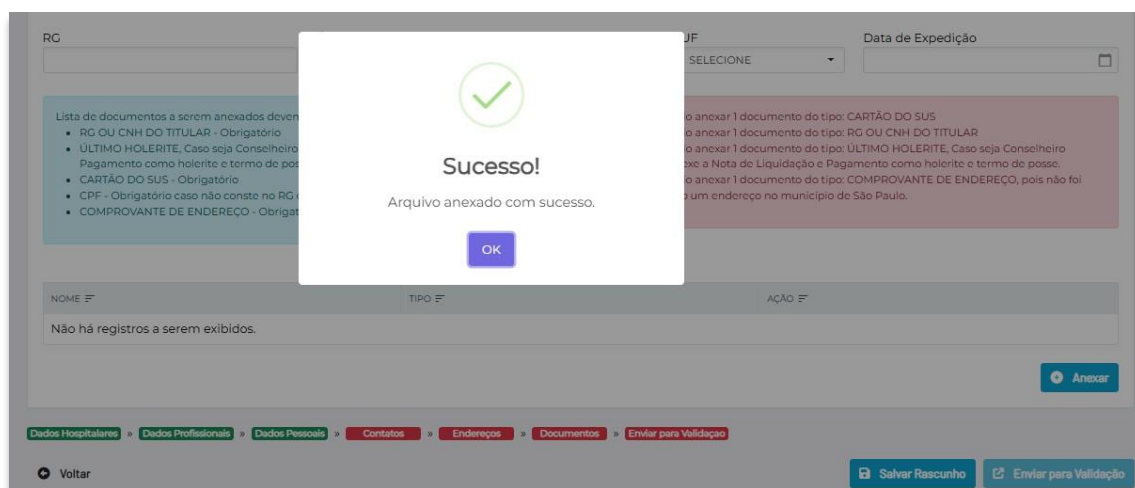 RG
UF
Data de Expedição
SELECIONE
Lista de documentos a serem anexados
RG OU CNH DO TITULAR - Obrigatório
ÚLTIMO HOLERITE, Caso seja Conselheiro
Pagamento como holerite e termo de
CARTÃO DO SUS - Obrigatório
CPF - Obrigatório caso não conste no RG
COMPROVANTE DE ENDEREÇO -
anexar 1 documento do tipo: CARTÃO DO SUS
anexar 1 documento do tipo: RG OU CNH DO TITULAR
anexar 1 documento do tipo: ÚLTIMO HOLERITE, Caso seja Conselheiro
a Nota de Liquidação e Pagamento como holerite e termo de posse.
anexar 1 documento do tipo: COMPROVANTE DE ENDEREÇO, pois não foi
um endereço no município de São Paulo.
Sucesso!
Arquivo anexado com sucesso.
OK
NOME
TIPO
AÇÃO
Não há registros a serem exibidos.
Anexar
Dados Hospitalares » Dados Profissionais » Dados Pessoais » Contatos » Endereços » Documentos » Enviar para Validaçao
Voltar
Salvar Rascunho
Enviar para Validação